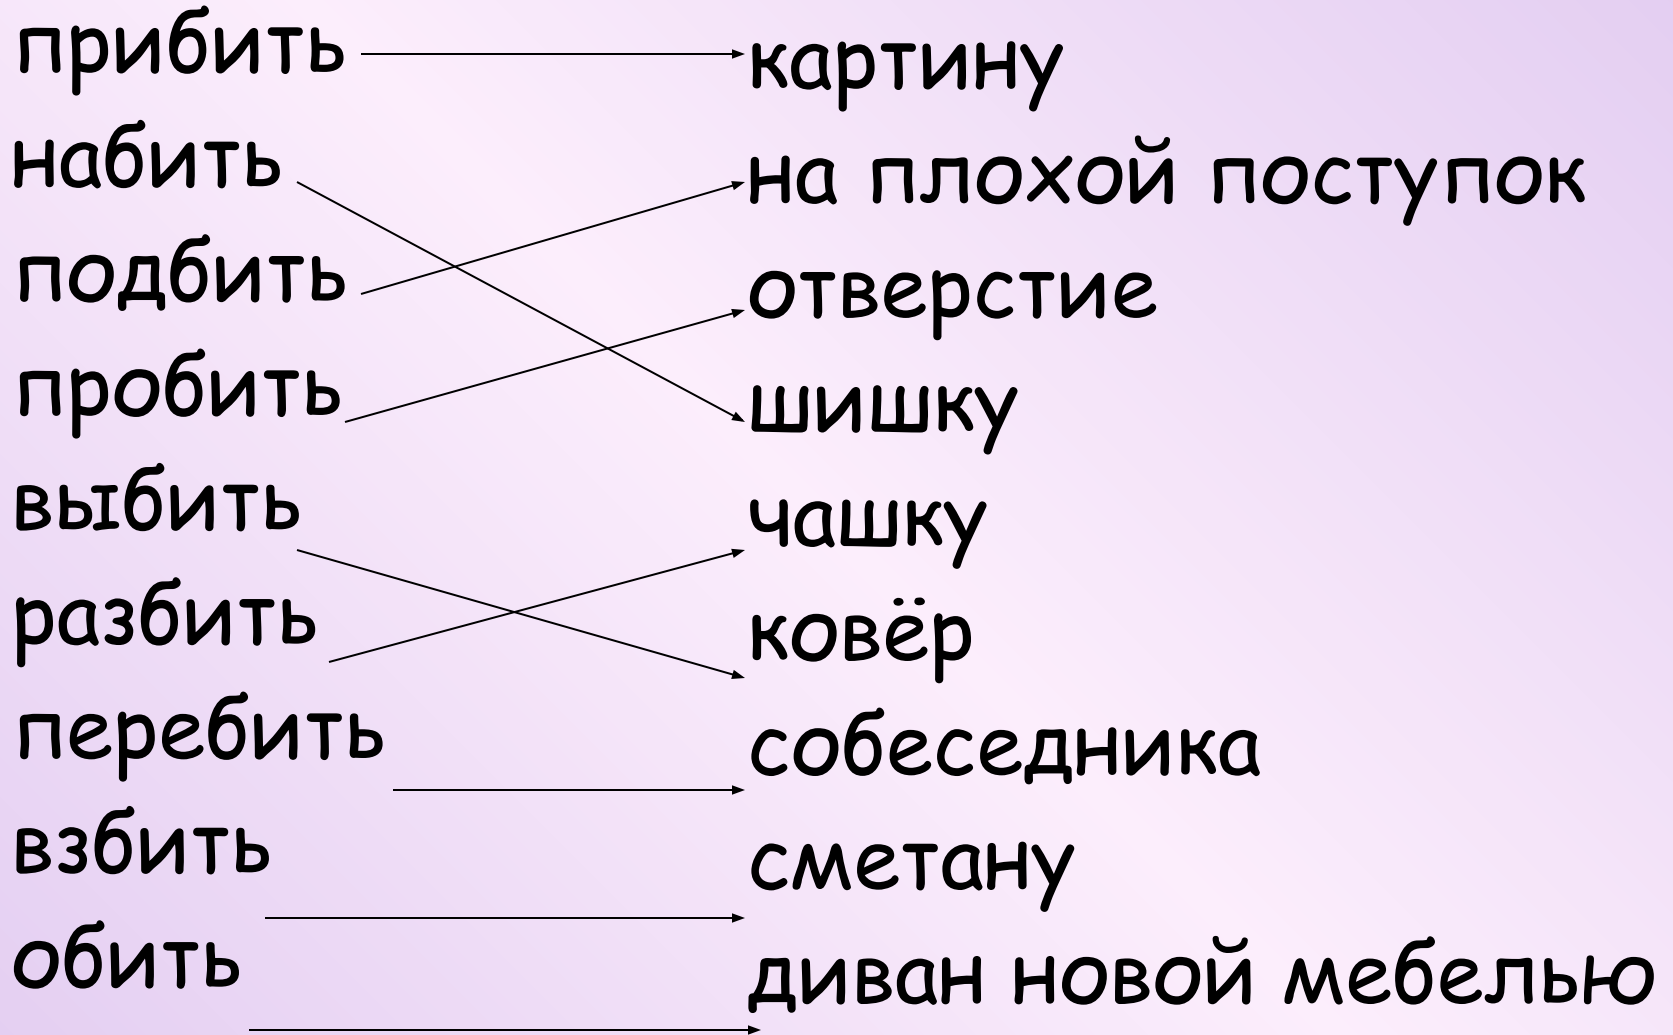 прибить
набить
подбить
пробить
выбить
разбить
перебить
взбить
обить
картину
на плохой поступок
отверстие
шишку
чашку
ковёр
собеседника
сметану
диван новой мебелью